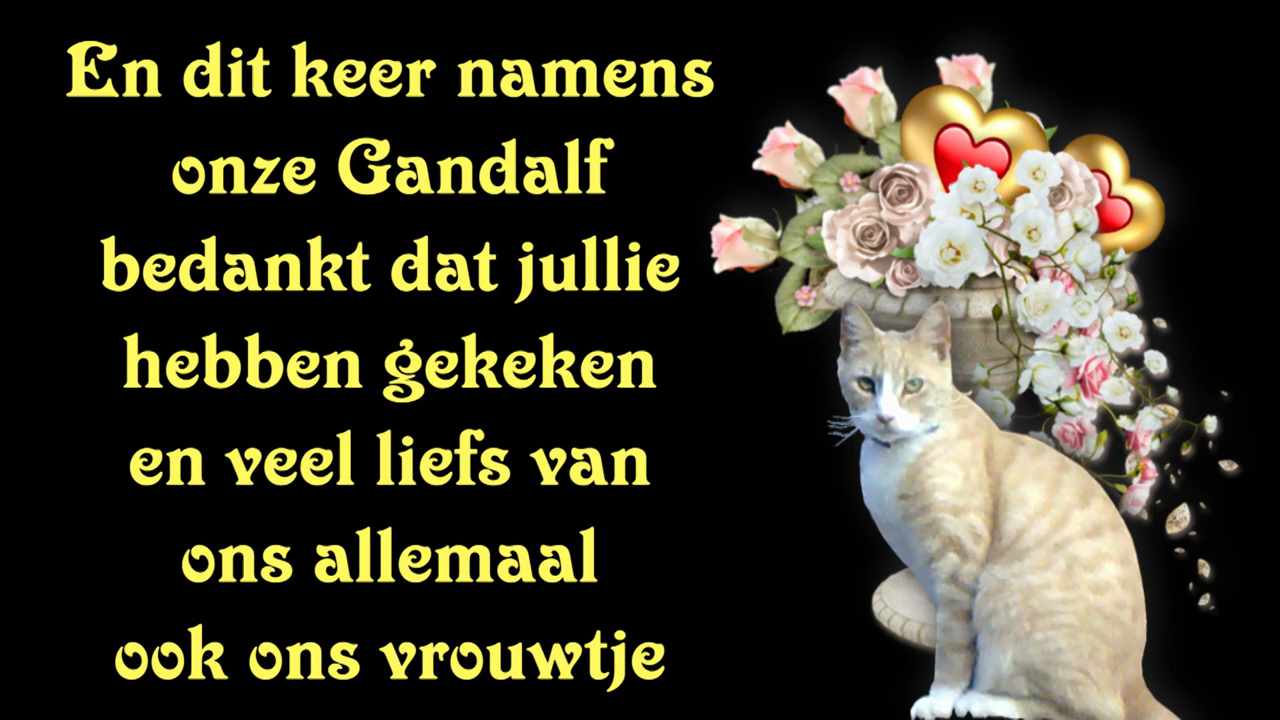 En dit keer namens
onze Gandalf
bedankt dat jullie
hebben gekeken
en veel liefs van
ons allemaal
ook ons vrouwtje